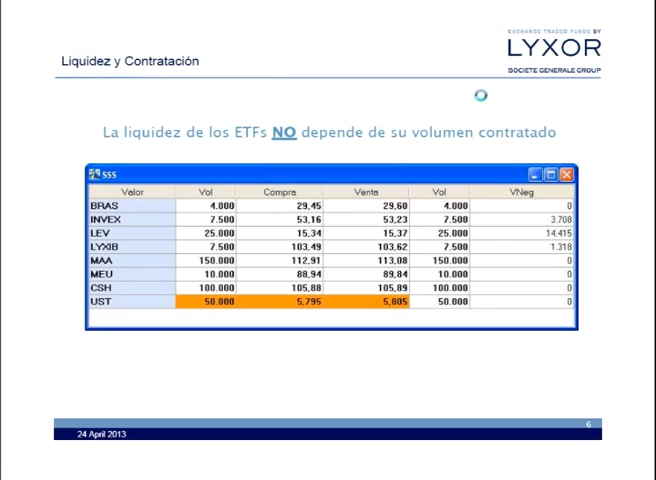 EXCHANGE TRADED FUNDS BY
LYXOR
SOCIETE GENERALE GROUP
Liquidez y Contratación
La liquidez de los ETFs NO depende de su volumen contratado
SSS
Valor Vol Compra Venta Vol VNeg
BRAS 4.000 29,45 29,60 4.000 0
INVEX 7.500 53,16 53,23 7.500 3.708
LEV 25.000 15,34 15,37 25.000 14.415
LYXIB 7.500 103,49 103,62 7.500 1.318
MAA 150.000 112,91 113,08 150.000 0
MEU 10.000 88,94 89,84 10.000 0
CSH 100.000 105,88 105,89 100.000 0
UST 50.000 5,795 5,805 50.000 0
6
24 April 2013